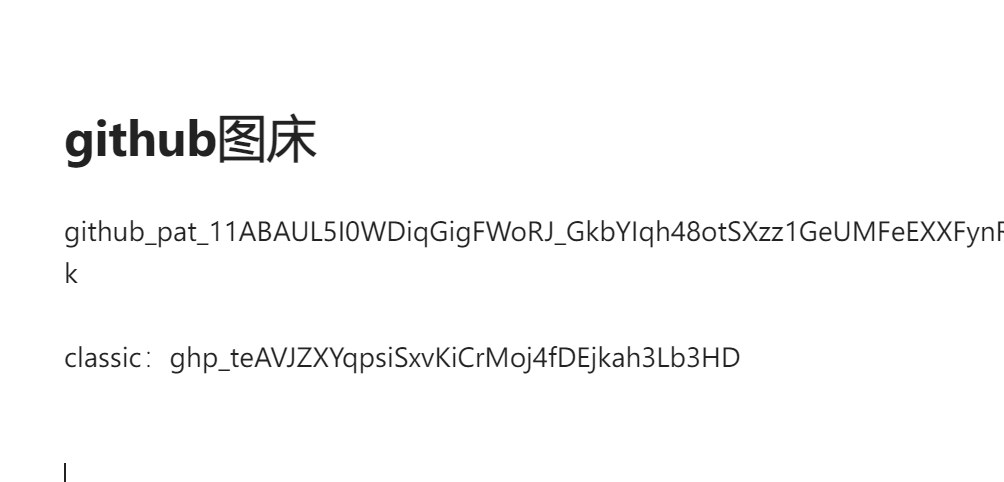 github图床
github_pat_11ABAUL5I0WDiqGigFWoRJ_GkbYIqh48otSXzz1GeUMFeEXXFyn
k
classic：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